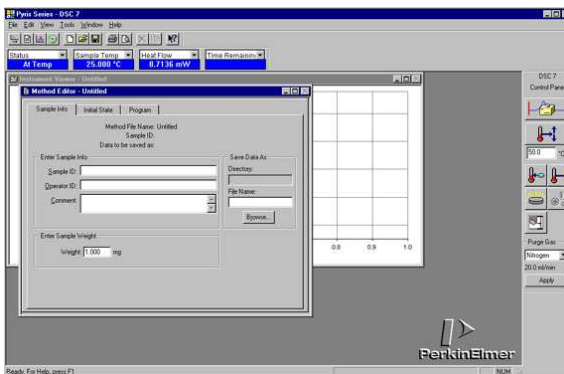 Pyris Series - DSC 7
File Edit View Tools Window Help
Status
At Temp
Sample Temp
25.000 °C
Heat Flow
0.7136 mW
Time Remaining
Instrument Viewer - Untitled
Method Editor - Untitled
Sample Info Initial State Program
Method File Name: Untitled
Sample ID:
Data to be saved as:
Enter Sample Info
Sample ID:
Operator ID:
Comment:
Save Data As
Directory:
File Name:
Browse...
Enter Sample Weight
Weight: 1.000 mg
0.8 0.9 1.0
DSC 7
Control Pane
50.0 °C
Purge Gas:
Nitrogen
20.0 ml/min
Apply
PerkinElmer
Ready. For Help, press F1
NUM